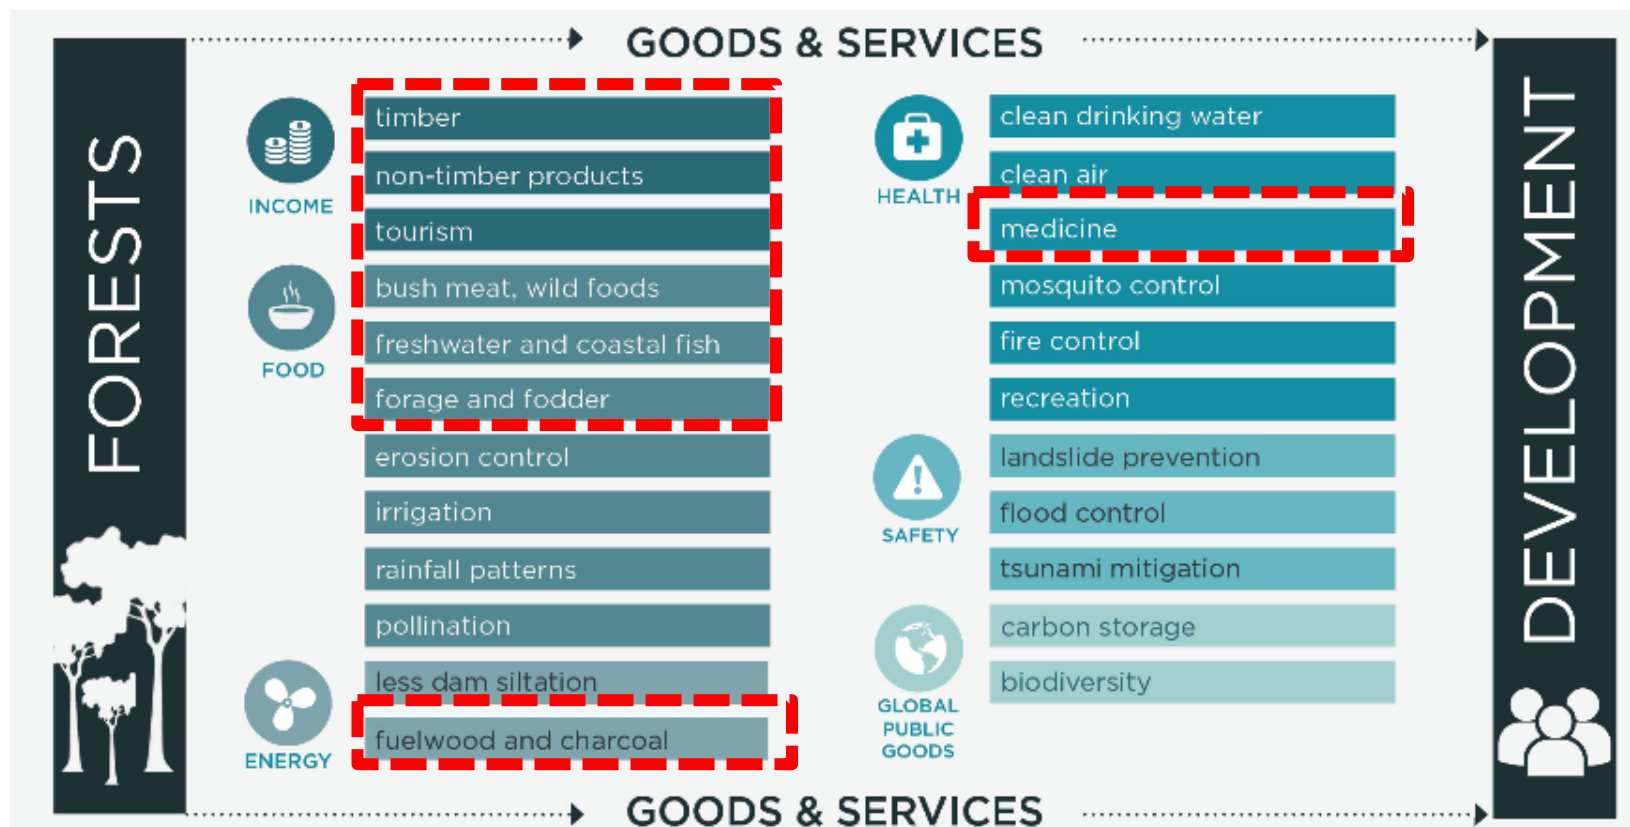 GOODS & SERVICES
FORESTS
INCOME
timber
non-timber products
tourism
FOOD
bush meat, wild foods
freshwater and coastal fish
forage and fodder
erosion control
irrigation
rainfall patterns
pollination
ENERGY
less dam siltation
fuelwood and charcoal
HEALTH
clean drinking water
clean air
medicine
mosquito control
fire control
recreation
SAFETY
landslide prevention
flood control
tsunami mitigation
GLOBAL
PUBLIC
GOODS
carbon storage
biodiversity
DEVELOPMENT
GOODS & SERVICES